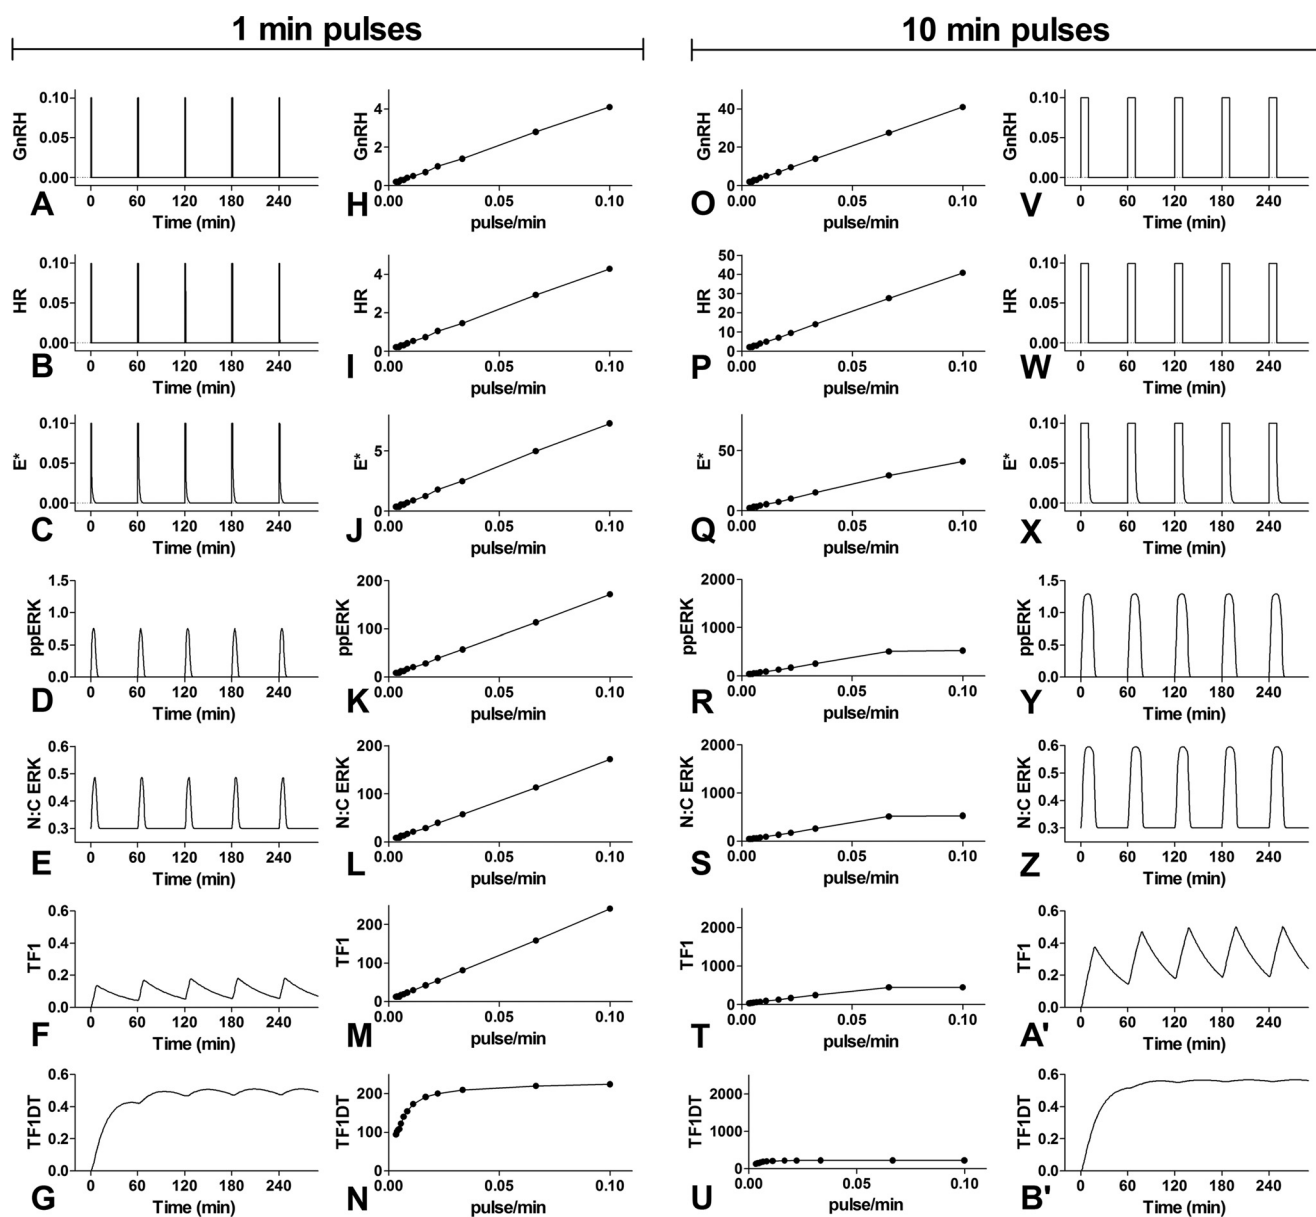 1 min pulses
10 min pulses
GnRH
0.10
0.05
0.00
0 60 120 180 240
Time (min)
A
GnRH
4
2
0
0.00 0.05 0.10
pulse/min
H
GnRH
40
20
0
0.00 0.05 0.10
pulse/min
O
GnRH
0.10
0.05
0.00
0 60 120 180 240
Time (min)
V
HR
0.10
0.05
0.00
0 60 120 180 240
Time (min)
B
HR
4
2
0
0.00 0.05 0.10
pulse/min
I
HR
50
40
30
20
10
0
0.00 0.05 0.10
pulse/min
P
HR
0.10
0.05
0.00
0 60 120 180 240
Time (min)
W
E*
0.10
0.05
0.00
0 60 120 180 240
Time (min)
C
E*
5
0
0.00 0.05 0.10
pulse/min
J
E*
50
0
0.00 0.05 0.10
pulse/min
Q
E*
0.10
0.05
0.00
0 60 120 180 240
Time (min)
X
ppERK
1.5
1.0
0.5
0.0
0 60 120 180 240
Time (min)
D
ppERK
200
100
0
0.00 0.05 0.10
pulse/min
K
ppERK
2000
1000
0
0.00 0.05 0.10
pulse/min
R
ppERK
1.5
1.0
0.5
0.0
0 60 120 180 240
Time (min)
Y
N:C ERK
0.6
0.5
0.4
0.3
0 60 120 180 240
Time (min)
E
N:C ERK
200
100
0
0.00 0.05 0.10
pulse/min
L
N:C ERK
2000
1000
0
0.00 0.05 0.10
pulse/min
S
N:C ERK
0.6
0.5
0.4
0.3
0 60 120 180 240
Time (min)
Z
TF1
0.6
0.4
0.2
0.0
0 60 120 180 240
Time (min)
F
TF1
200
100
0
0.00 0.05 0.10
pulse/min
M
TF1
2000
1000
0
0.00 0.05 0.10
pulse/min
T
TF1
0.6
0.4
0.2
0.0
0 60 120 180 240
Time (min)
A'
TF1DT
0.6
0.4
0.2
0.0
0 60 120 180 240
Time (min)
G
TF1DT
200
100
0
0.00 0.05 0.10
pulse/min
N
TF1DT
2000
1000
0
0.00 0.05 0.10
pulse/min
U
TF1DT
0.6
0.4
0.2
0.0
0 60 120 180 240
Time (min)
B'